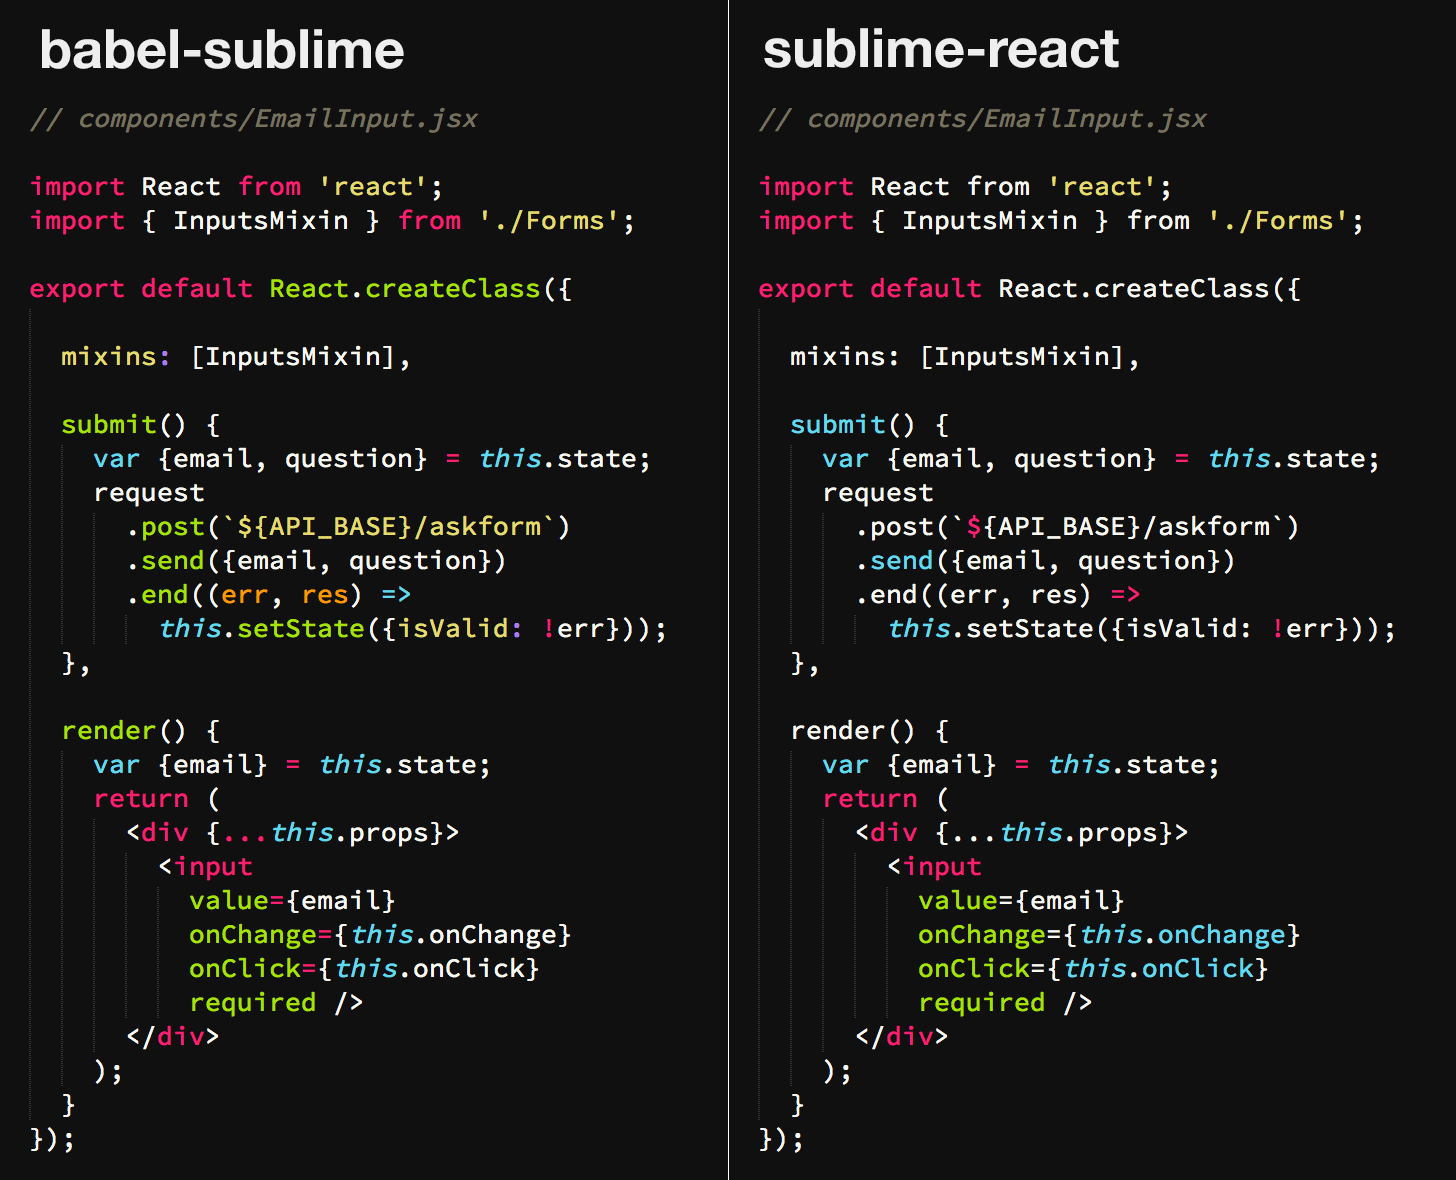 babel-sublime
// components/EmailInput.jsx
import React from 'react';
import { InputsMixin } from './Forms';
export default React.createClass({
mixins: [InputsMixin],
submit() {
var {email, question} = this.state;
request
.post(`${API_BASE}/askform`)
.send({email, question})
.end((err, res) =>
this.setState({isValid: !err}));
},
render() {
var {email} = this.state;
return (
<div {...this.props}>
<input
value={email}
onChange={this.onChange}
onClick={this.onClick}
required />
</div>
);
}
});
sublime-react
// components/EmailInput.jsx
import React from 'react';
import { InputsMixin } from './Forms';
export default React.createClass({
mixins: [InputsMixin],
submit() {
var {email, question} = this.state;
request
.post(`${API_BASE}/askform`)
.send({email, question})
.end((err, res) =>
this.setState({isValid: !err}));
},
render() {
var {email} = this.state;
return (
<div {...this.props}>
<input
value={email}
onChange={this.onChange}
onClick={this.onClick}
required />
</div>
);
}
});